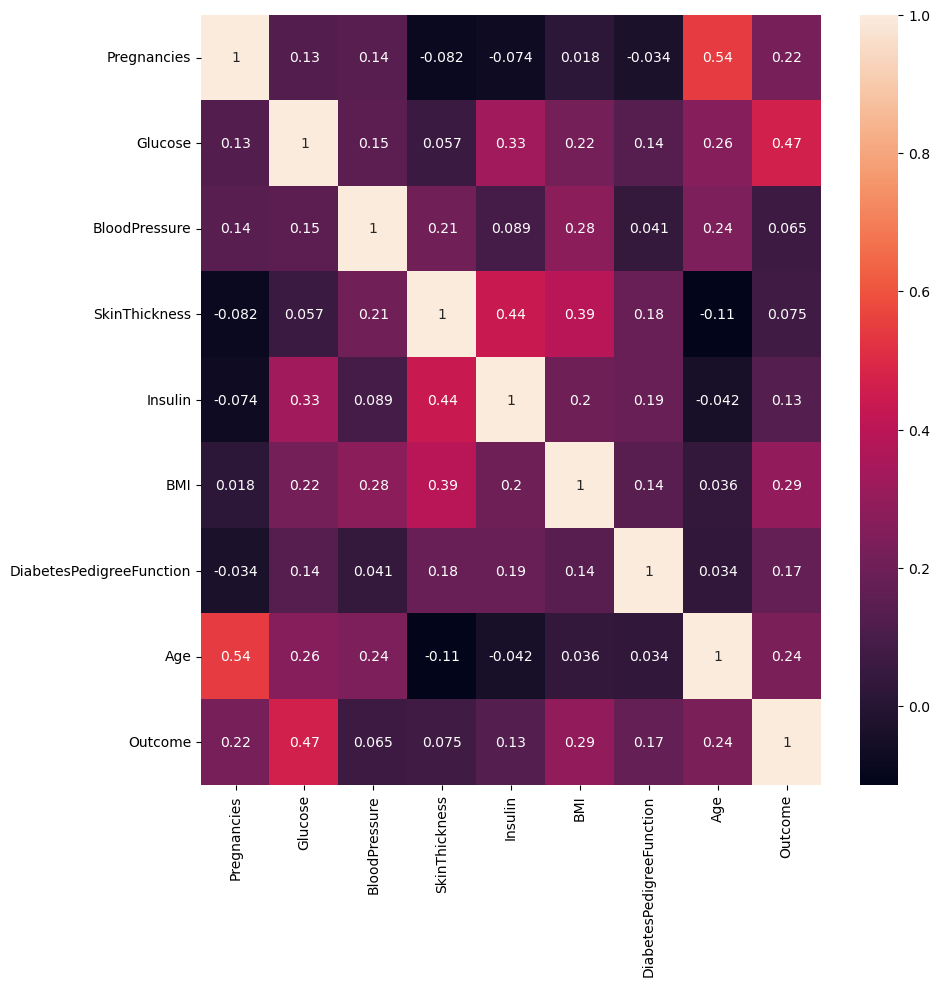 Pregnancies 1 0.13 0.14 -0.082 -0.074 0.018 -0.034 0.54 0.22
Glucose 0.13 1 0.15 0.057 0.33 0.22 0.14 0.26 0.47
BloodPressure 0.14 0.15 1 0.21 0.089 0.28 0.041 0.24 0.065
SkinThickness -0.082 0.057 0.21 1 0.44 0.39 0.18 -0.11 0.075
Insulin -0.074 0.33 0.089 0.44 1 0.2 0.19 -0.042 0.13
BMI 0.018 0.22 0.28 0.39 0.2 1 0.14 0.036 0.29
DiabetesPedigreeFunction -0.034 0.14 0.041 0.18 0.19 0.14 1 0.034 0.17
Age 0.54 0.26 0.24 -0.11 -0.042 0.036 0.034 1 0.24
Outcome 0.22 0.47 0.065 0.075 0.13 0.29 0.17 0.24 1
Pregnancies
Glucose
BloodPressure
SkinThickness
Insulin
BMI
DiabetesPedigreeFunction
Age
Outcome
1.0
0.8
0.6
0.4
0.2
0.0